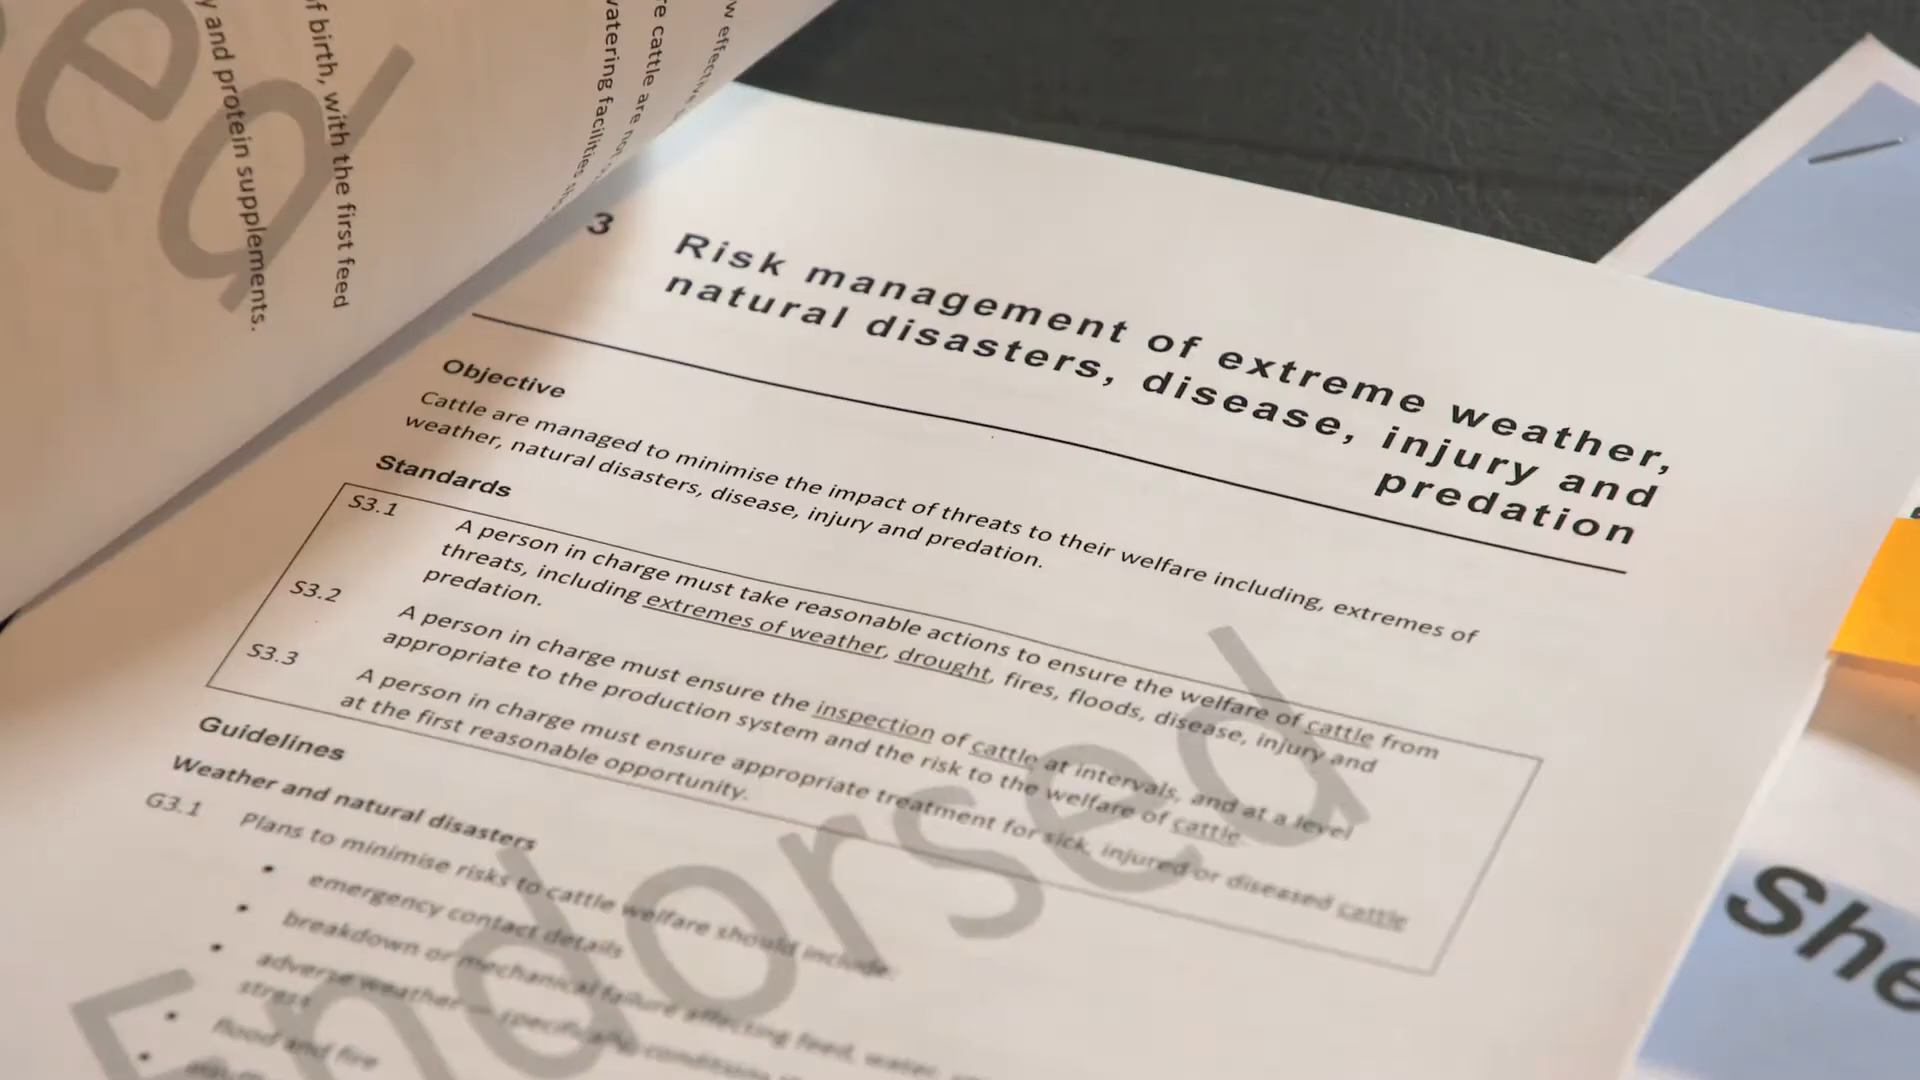 ed
y and protein supplements.
f birth, with the first feed
watering facilities
re cattle are not
w effective
3 Risk management of extreme weather,
natural disasters, disease, injury and
predation
Objective
Cattle are managed to minimise the impact of threats to their welfare including, extremes of
weather, natural disasters, disease, injury and predation.
Standards
S3.1 A person in charge must take reasonable actions to ensure the welfare of cattle from
threats, including extremes of weather, drought, fires, floods, disease, injury and
predation.
S3.2 A person in charge must ensure the inspection of cattle at intervals, and at a level
appropriate to the production system and the risk to the welfare of cattle.
S3.3 A person in charge must ensure appropriate treatment for sick, injured or diseased cattle
at the first reasonable opportunity.
Guidelines
Weather and natural disasters
G3.1 Plans to minimise risks to cattle welfare should include:
• emergency contact details
• breakdown or mechanical failure affecting feed, water,
• adverse weather — specifically, conditions
stress
• flood and fire
Endorsed
She